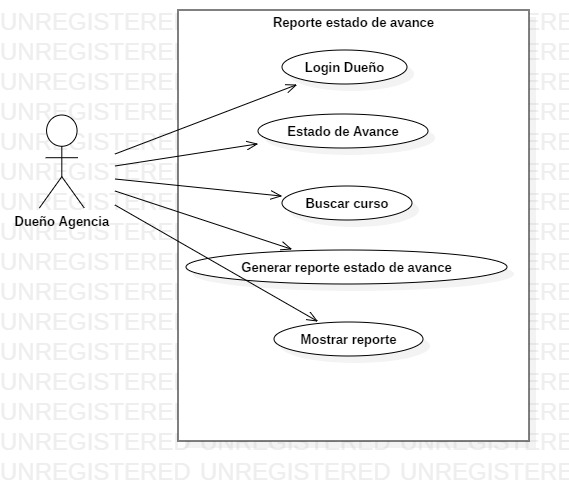 Reporte estado de avance
Login Dueño
Estado de Avance
Dueño Agencia
Buscar curso
Generar reporte estado de avance
Mostrar reporte
UNREGISTERED UNREGISTERED UNREGISTERED